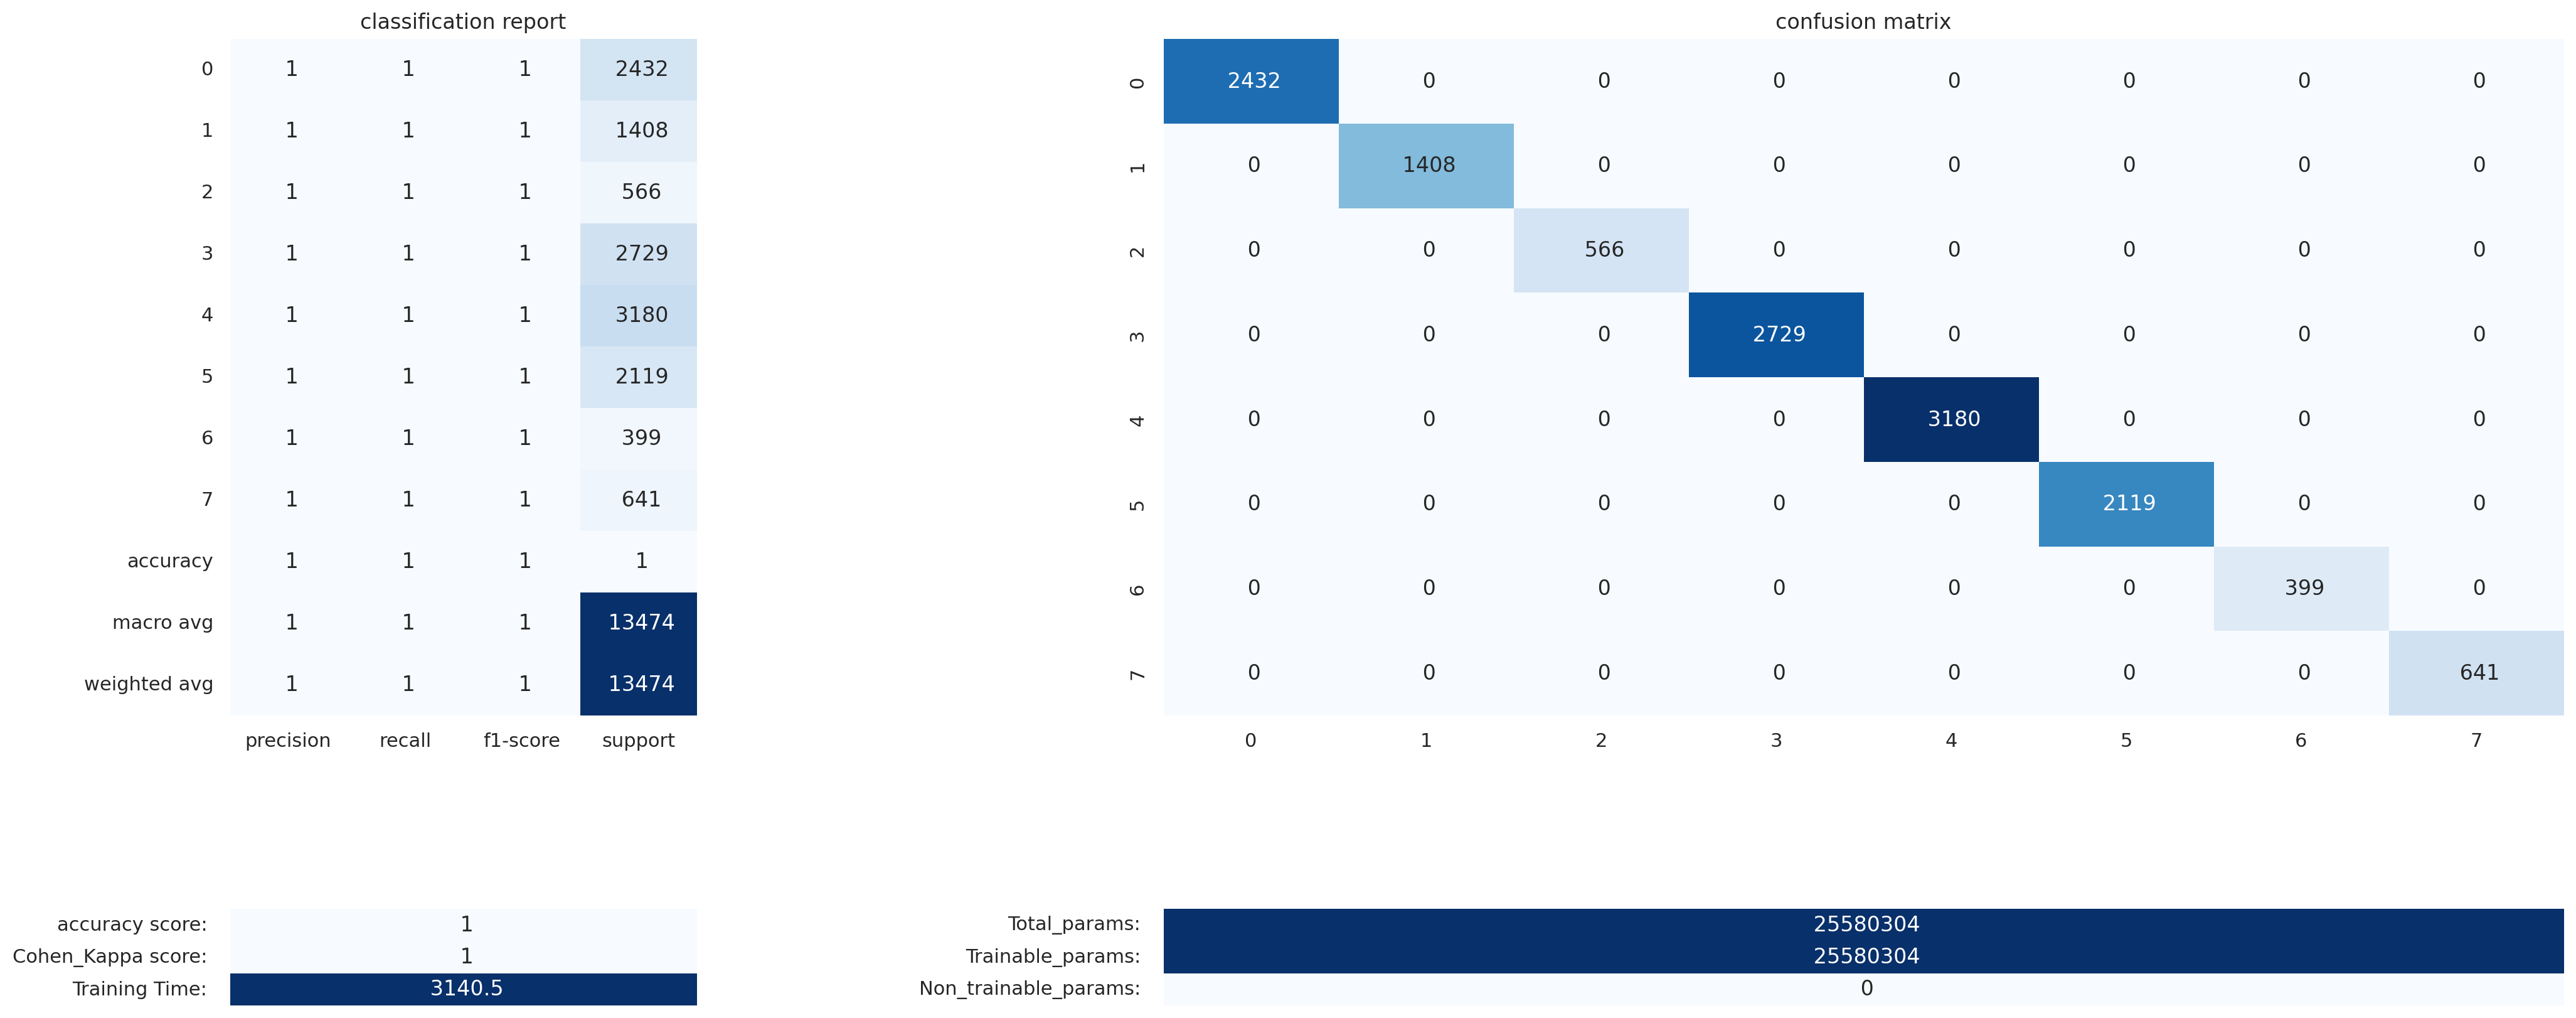 classification report
0 1 1 1 2432
1 1 1 1 1408
2 1 1 1 566
3 1 1 1 2729
4 1 1 1 3180
5 1 1 1 2119
6 1 1 1 399
7 1 1 1 641
accuracy 1 1 1 1
macro avg 1 1 1 13474
weighted avg 1 1 1 13474
precision recall f1-score support
confusion matrix
0 2432 0 0 0 0 0 0 0
1 0 1408 0 0 0 0 0 0
2 0 0 566 0 0 0 0 0
3 0 0 0 2729 0 0 0 0
4 0 0 0 0 3180 0 0 0
5 0 0 0 0 0 2119 0 0
6 0 0 0 0 0 0 399 0
7 0 0 0 0 0 0 0 641
0 1 2 3 4 5 6 7
accuracy score: 1
Cohen_Kappa score: 1
Training Time: 3140.5
Total_params: 25580304
Trainable_params: 25580304
Non_trainable_params: 0